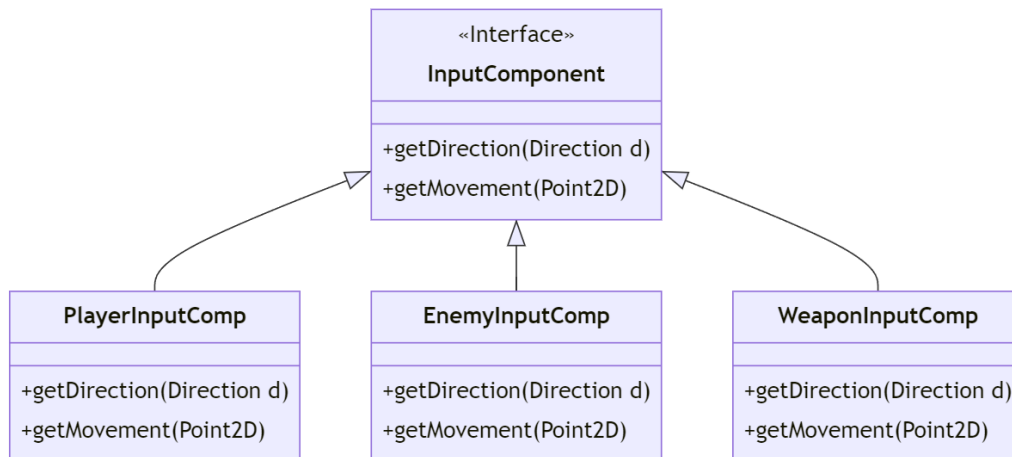 «Interface»
InputComponent
+getDirection(Direction d)
+getMovement(Point2D)
PlayerInputComp
+getDirection(Direction d)
+getMovement(Point2D)
EnemyInputComp
+getDirection(Direction d)
+getMovement(Point2D)
WeaponInputComp
+getDirection(Direction d)
+getMovement(Point2D)